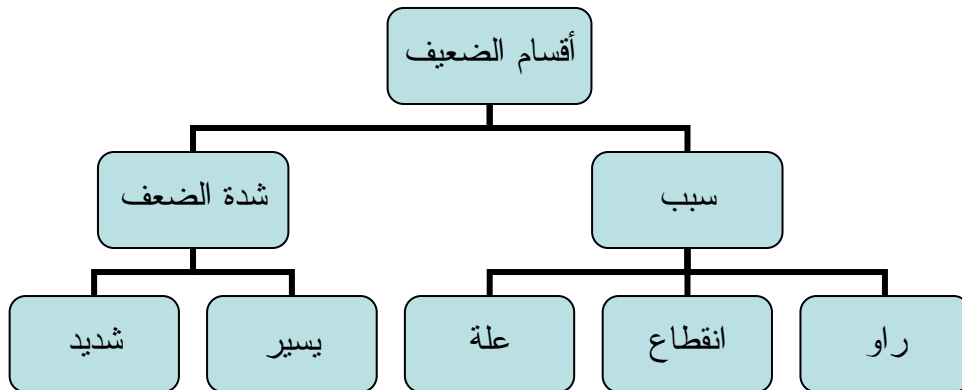 أقسام الضعيف
سبب
شدة الضعف
راو
انقطاع
علة
يسير
شديد